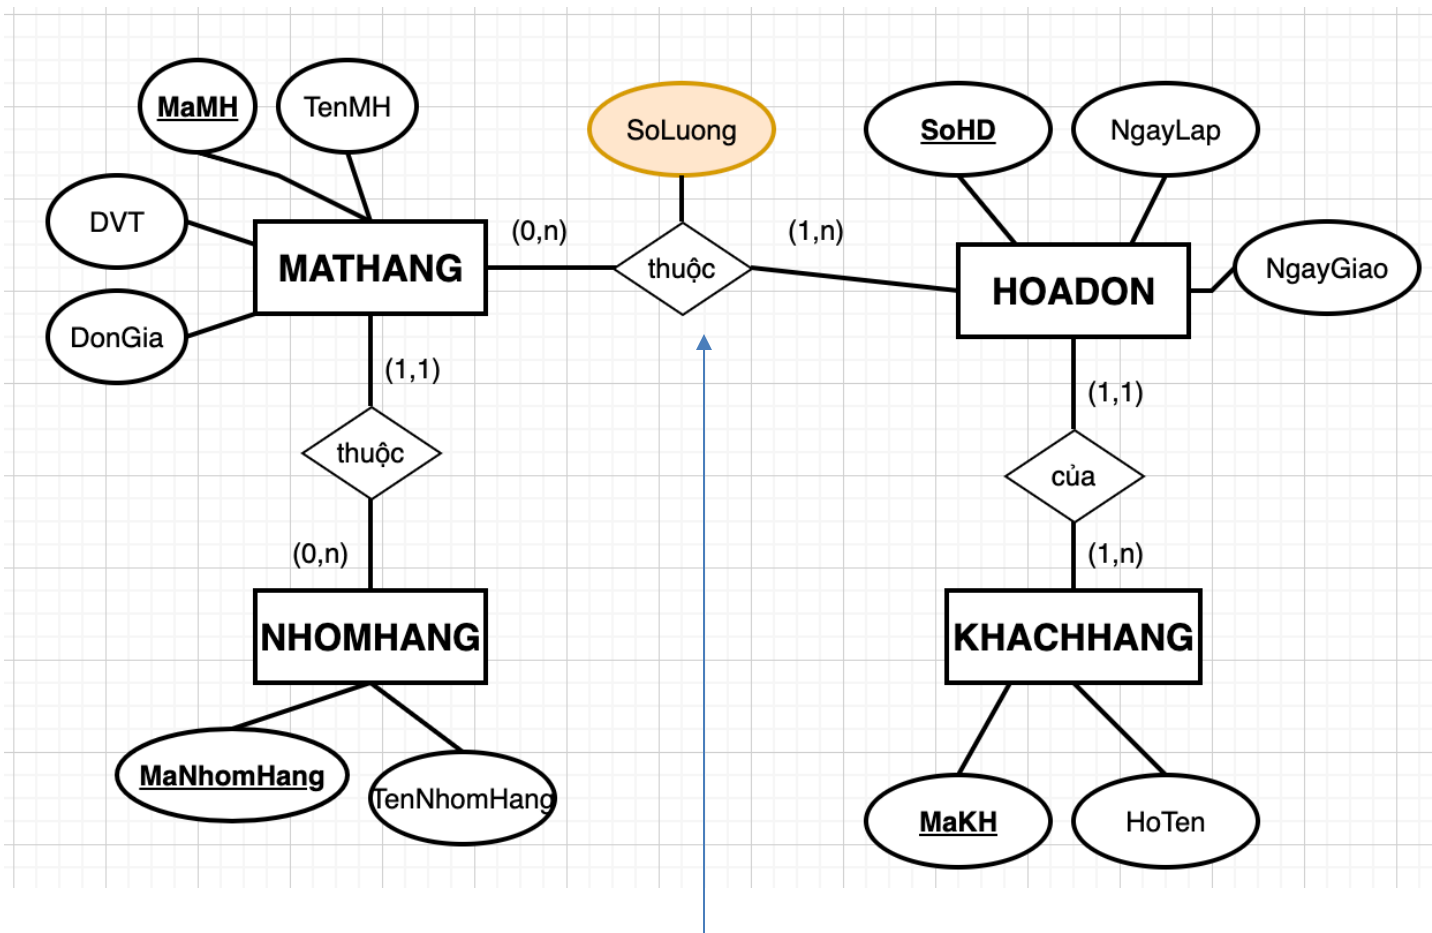 MaMH
TenMH
SoLuong
SoHD
NgayLap
DVT
(0,n)
(1,n)
MATHANG
thuộc
HOADON
NgayGiao
DonGia
(1,1)
(1,1)
thuộc
của
(0,n)
(1,n)
NHOMHANG
KHACHHANG
MaNhomHang
TenNhomHang
MaKH
HoTen